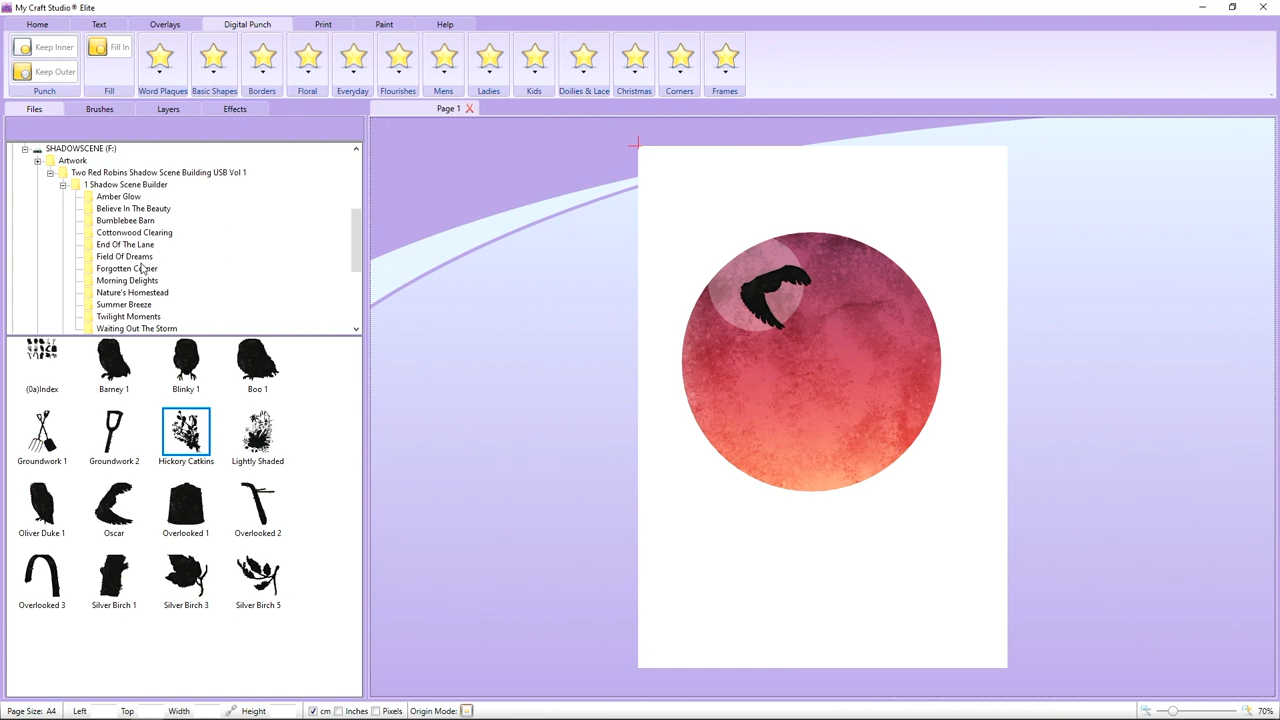 My Craft Studio® Elite
Home Text Overlays Digital Punch Print Paint Help
Keep Inner
Keep Outer
Fill In
Punch Fill Word Plaques Basic Shapes Borders Floral Everyday Flourishes Mens Ladies Kids Doilies & Lace Christmas Corners Frames
Files Brushes Layers Effects Page 1
SHADOWSCENE (F:)
Artwork
Two Red Robins Shadow Scene Building USB Vol 1
1 Shadow Scene Builder
Amber Glow
Believe In The Beauty
Bumblebee Barn
Cottonwood Clearing
End Of The Lane
Field Of Dreams
Forgotten Corner
Morning Delights
Nature's Homestead
Summer Breeze
Twilight Moments
Waiting Out The Storm
(0a)Index Barney 1 Blinky 1 Boo 1
Groundwork 1 Groundwork 2 Hickory Catkins Lightly Shaded
Oliver Duke 1 Oscar Overlooked 1 Overlooked 2
Overlooked 3 Silver Birch 1 Silver Birch 3 Silver Birch 5
Page Size: A4 Left Top Width Height cm Inches Pixels Origin Mode: 70%